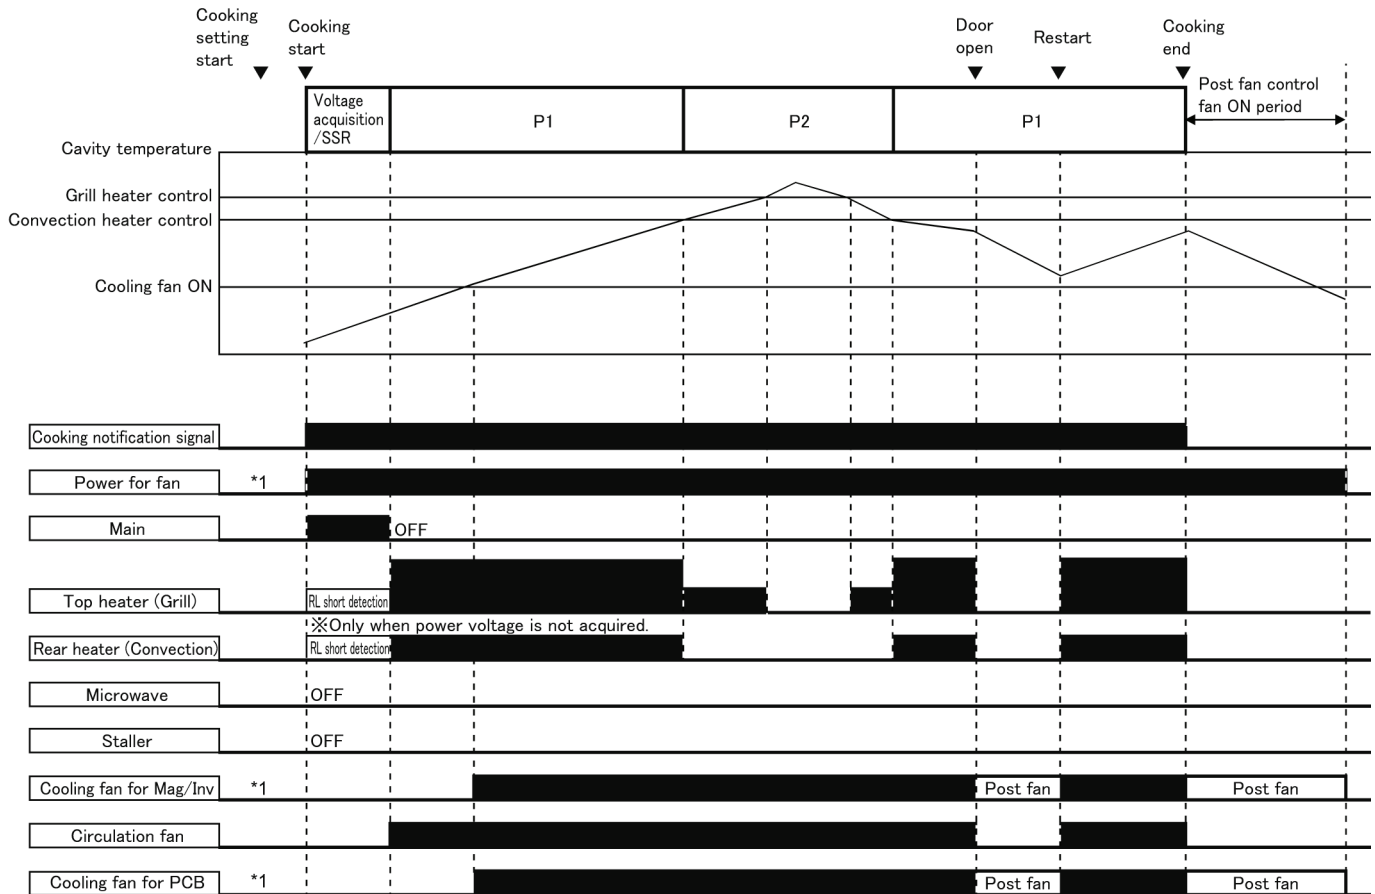 Cooking
setting
start
Cooking
start
Door
open
Restart
Cooking
end
Voltage
acquisition
/SSR
P1
P2
P1
Post fan control
fan ON period
Cavity temperature
Grill heater control
Convection heater control
Cooling fan ON
Cooking notification signal
Power for fan
*1
Main
OFF
Top heater (Grill)
RL short detection
※Only when power voltage is not acquired.
Rear heater (Convection)
RL short detection
Microwave
OFF
Staller
OFF
Cooling fan for Mag/Inv
*1
Post fan
Post fan
Circulation fan
Cooling fan for PCB
*1
Post fan
Post fan